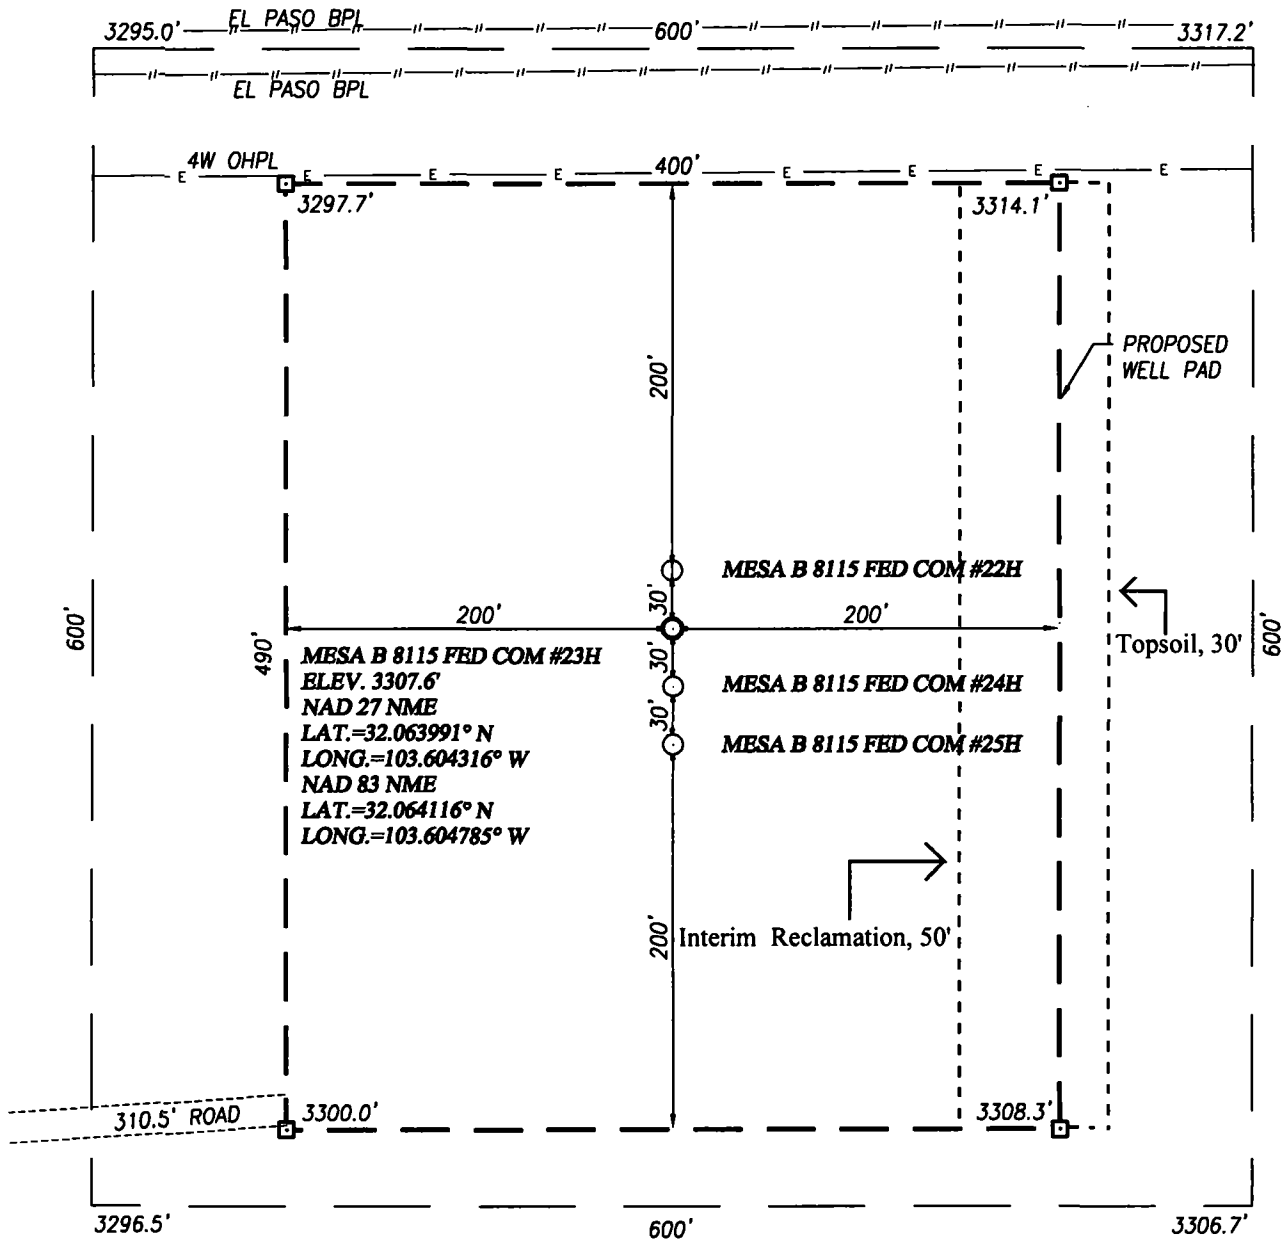 EL PASO BPL
3295.0'
600'
3317.2'
EL PASO BPL
4W OHPL
E E E E 400' E E E E
3297.7'
3314.1'
PROPOSED
WELL PAD
200'
MESA B 8115 FED COM #22H
30'
200'
200'
Topsoil, 30'
600'
490'
600'
MESA B 8115 FED COM #23H
ELEV. 3307.6'
NAD 27 NME
LAT.=32.063991° N
LONG.=103.604316° W
NAD 83 NME
LAT.=32.064116° N
LONG.=103.604785° W
30'
MESA B 8115 FED COM #24H
30'
MESA B 8115 FED COM #25H
200'
Interim Reclamation, 50'
310.5' ROAD
3300.0'
3308.3'
3296.5'
600'
3306.7'